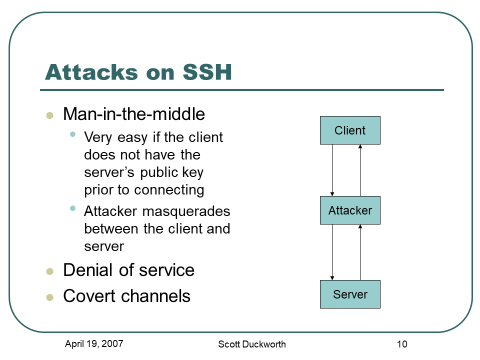 Attacks on SSH
Man-in-the-middle
Very easy if the client
does not have the
server's public key
prior to connecting
Attacker masquerades
between the client and
server
Denial of service
Covert channels
Client
Attacker
Server
April 19, 2007
Scott Duckworth
10